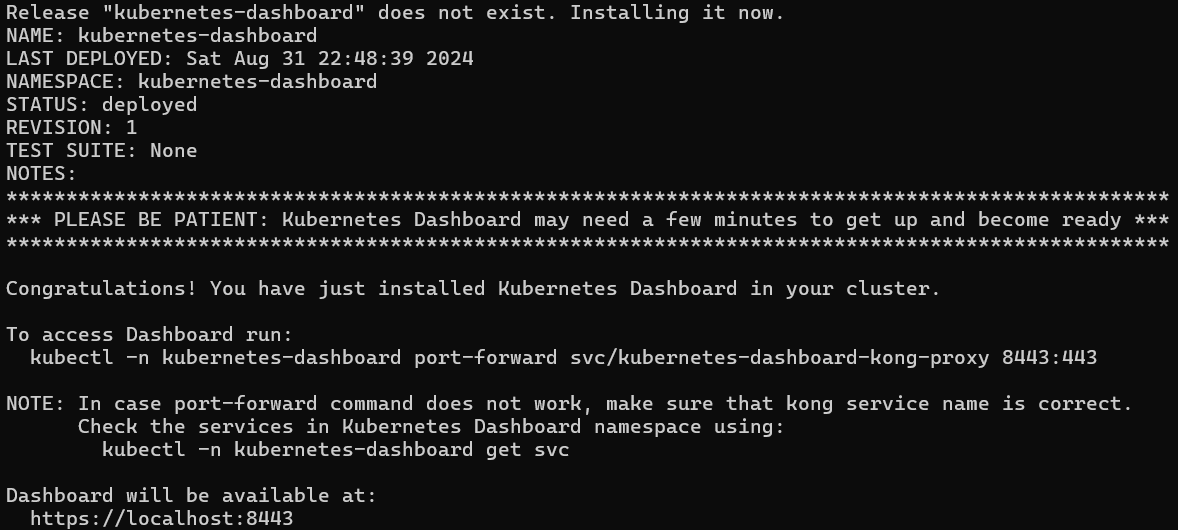 Release "kubernetes-dashboard" does not exist. Installing it now.
NAME: kubernetes-dashboard
LAST DEPLOYED: Sat Aug 31 22:48:39 2024
NAMESPACE: kubernetes-dashboard
STATUS: deployed
REVISION: 1
TEST SUITE: None
NOTES:
*************************************************************************************************
*** PLEASE BE PATIENT: Kubernetes Dashboard may need a few minutes to get up and become ready ***
*************************************************************************************************

Congratulations! You have just installed Kubernetes Dashboard in your cluster.

To access Dashboard run:
  kubectl -n kubernetes-dashboard port-forward svc/kubernetes-dashboard-kong-proxy 8443:443

NOTE: In case port-forward command does not work, make sure that kong service name is correct.
      Check the services in Kubernetes Dashboard namespace using:
        kubectl -n kubernetes-dashboard get svc

Dashboard will be available at:
  https://localhost:8443